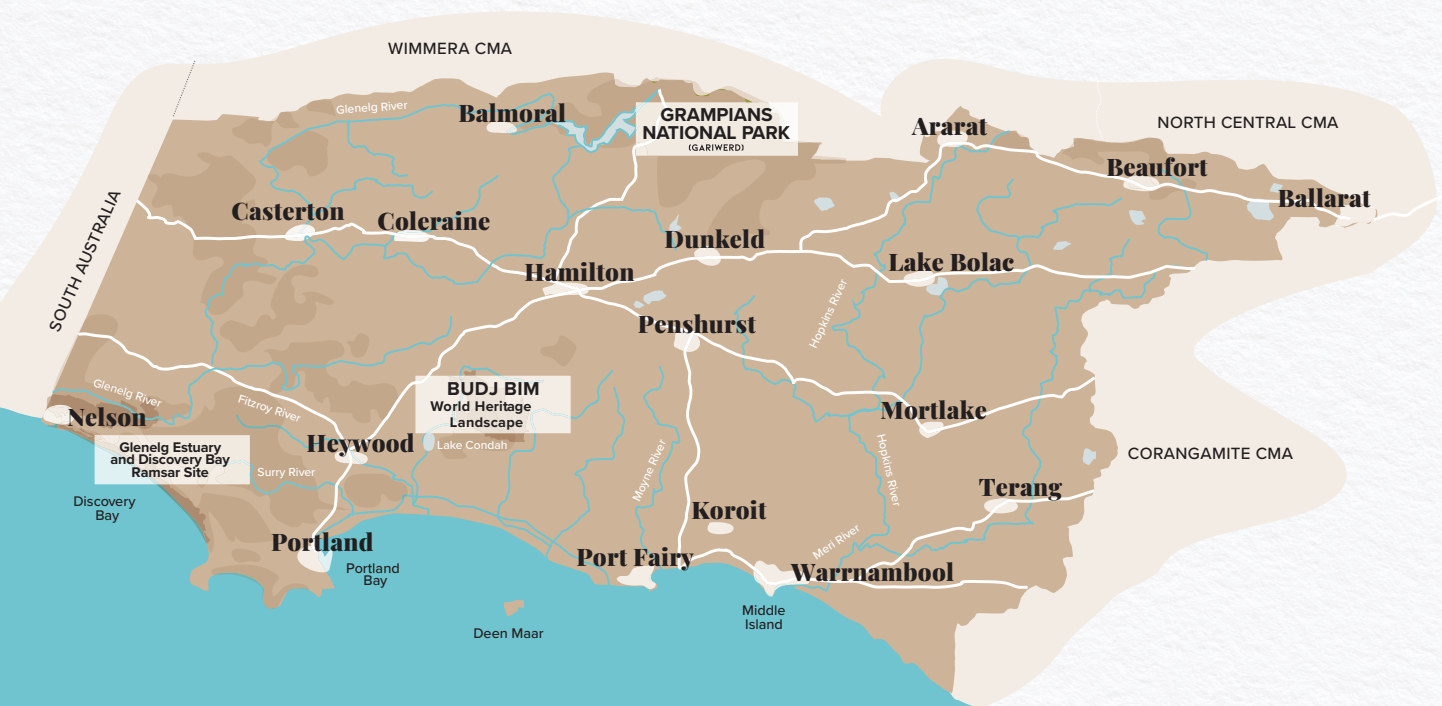 WIMMERA CMA
Glenelg River
Balmoral
GRAMPIANS
NATIONAL PARK
(GARIWERD)
Ararat
NORTH CENTRAL CMA
Beaufort
Ballarat
SOUTH AUSTRALIA
Casterton
Coleraine
Dunkeld
Hamilton
Lake Bolac
Penshurst
Hopkins River
Glenelg River
Nelson
Fitzroy River
BUDJ BIM
World Heritage
Landscape
Mortlake
Heywood
Lake Condah
Glenelg Estuary
and Discovery Bay
Ramsar Site
Surry River
Moyne River
Hopkins River
CORANGAMITE CMA
Discovery
Bay
Koroit
Terang
Portland
Portland
Bay
Port Fairy
Meri River
Warrnambool
Middle
Island
Deen Maar